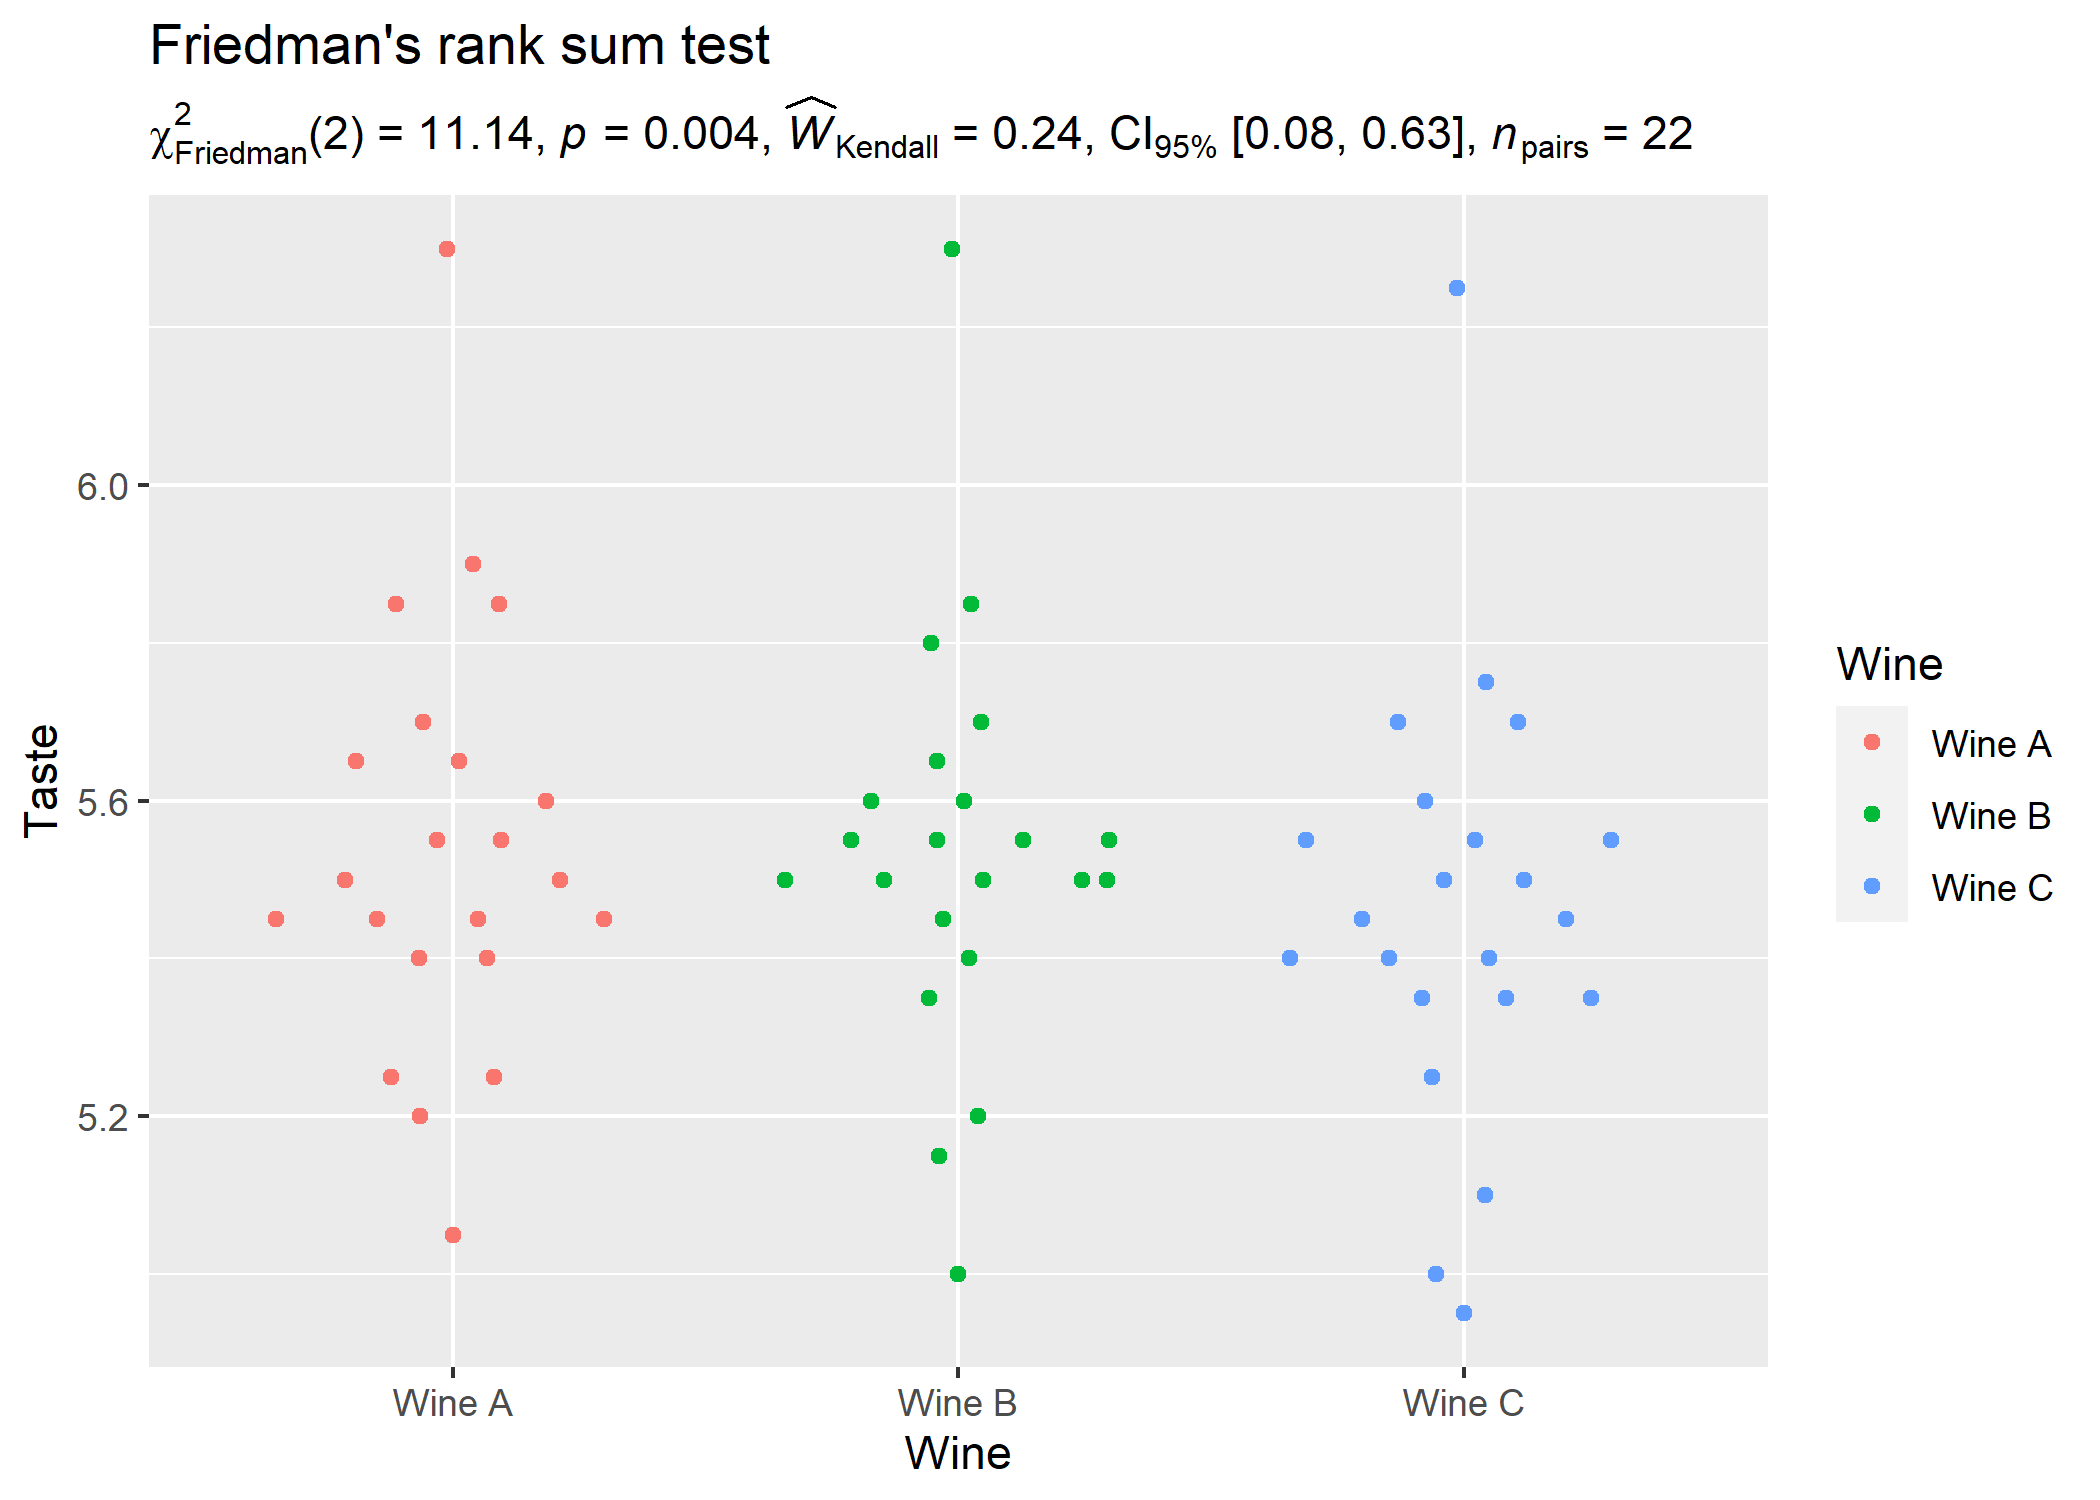 Friedman's rank sum test
χ²Friedman(2) = 11.14, p = 0.004, ŴKendall = 0.24, CI95% [0.08, 0.63], npairs = 22
6.0
5.6
5.2
Taste
Wine A
Wine B
Wine C
Wine
Wine
Wine A
Wine B
Wine C